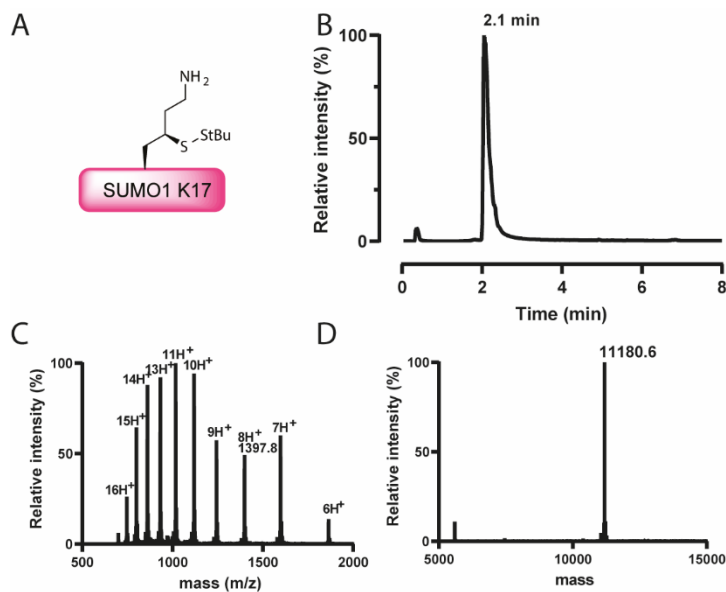 A
NH2
S
StBu
SUMO1 K17
B
2.1 min
Relative intensity (%)
100
50
0
0 2 4 6 8
Time (min)
C
Relative intensity (%)
100
50
0
16H+
15H+
14H+
13H+
11H+
10H+
9H+
8H+
1397.8
7H+
6H+
500 1000 1500 2000
mass (m/z)
D
11180.6
Relative intensity (%)
100
50
0
5000 10000 15000
mass